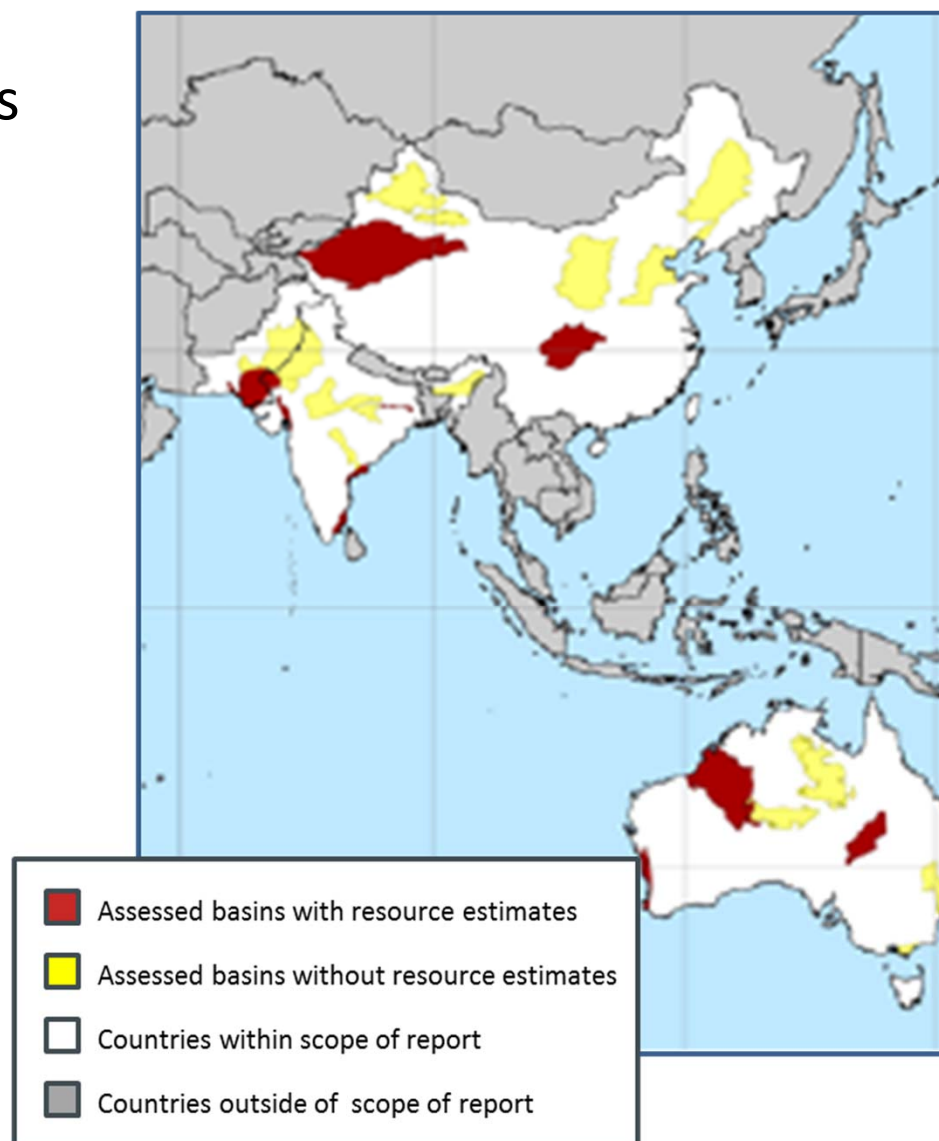 s
Assessed basins with resource estimates
Assessed basins without resource estimates
Countries within scope of report
Countries outside of  scope of report